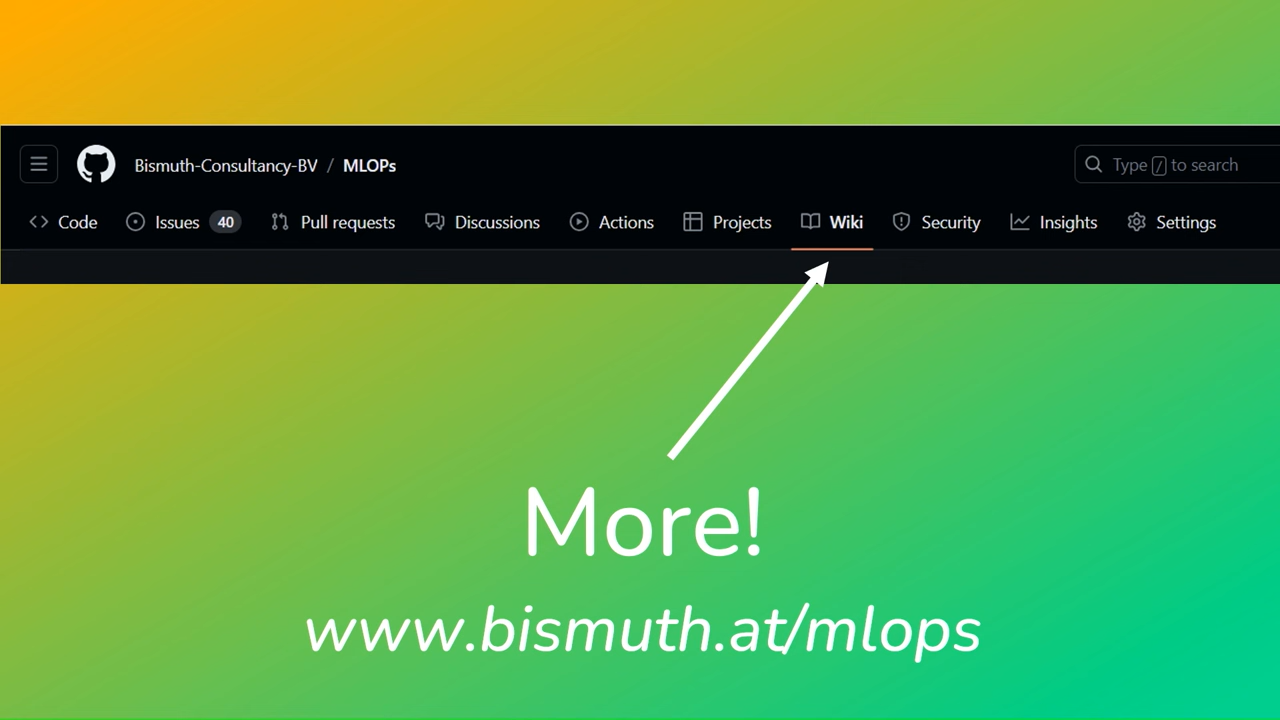 Bismuth-Consultancy-BV / MLOPs
Type / to search
Code Issues 40 Pull requests Discussions Actions Projects Wiki Security Insights Settings
More!
www.bismuth.at/mlops